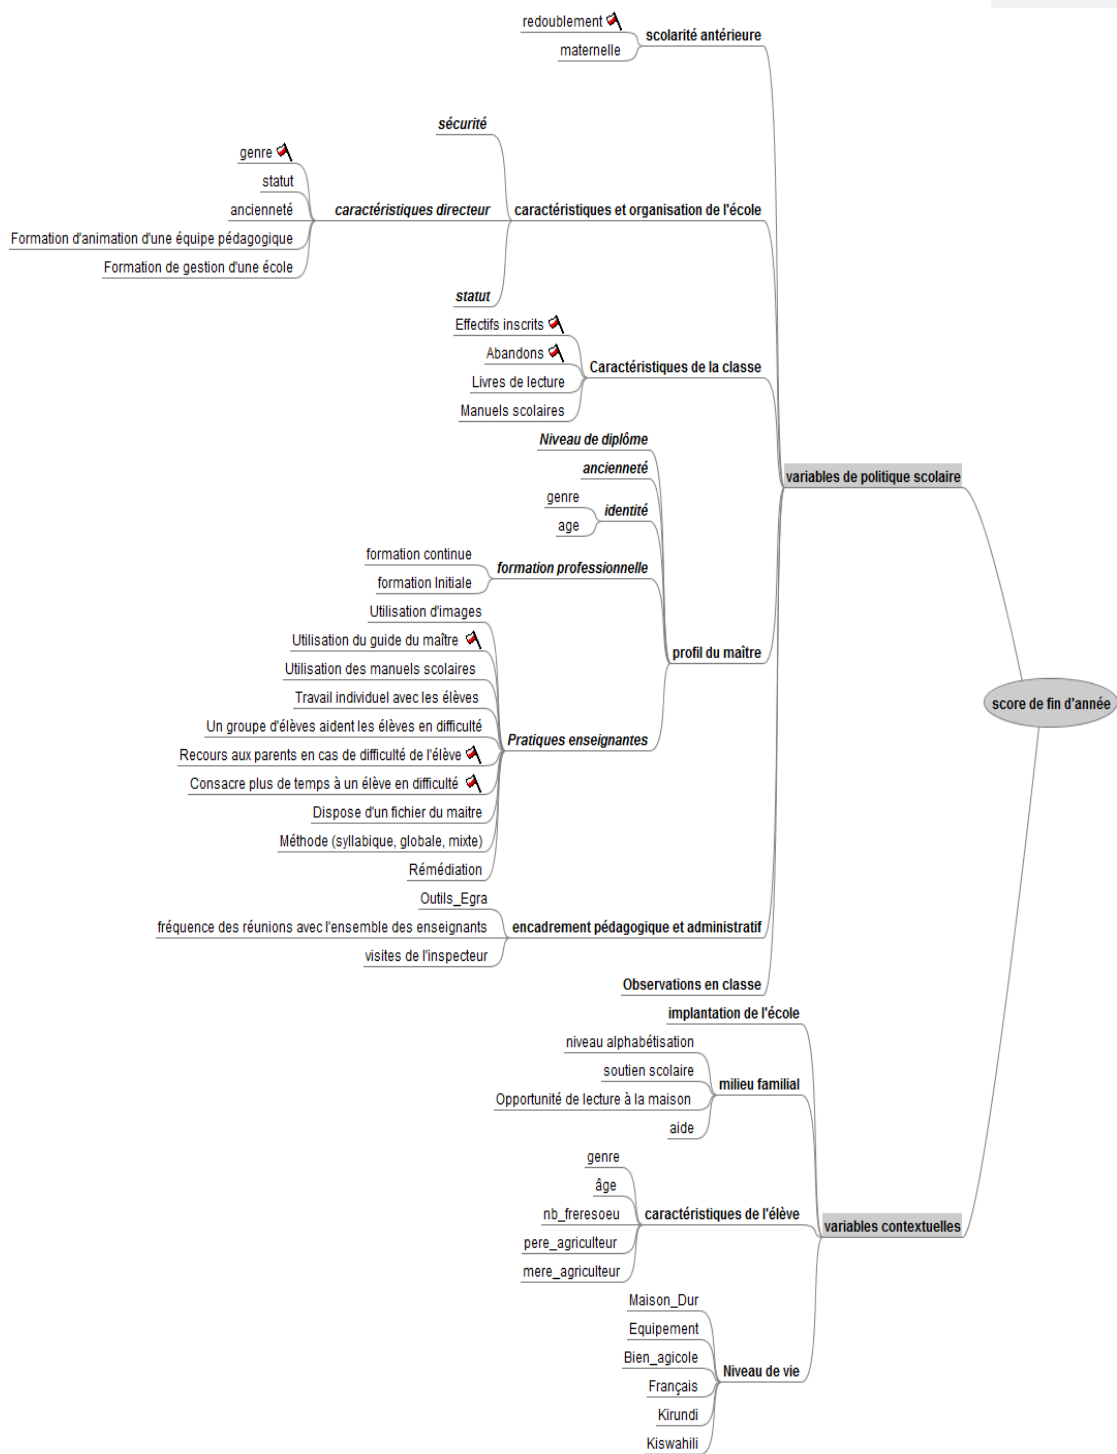 redoublement
scolarité antérieure
maternelle
sécurité
genre
statut
ancienneté
caractéristiques directeur
caractéristiques et organisation de l'école
Formation d'animation d'une équipe pédagogique
Formation de gestion d'une école
statut
Effectifs inscrits
Abandons
Caractéristiques de la classe
Livres de lecture
Manuels scolaires
Niveau de diplôme
ancienneté
variables de politique scolaire
genre
identité
age
formation continue
formation professionnelle
formation Initiale
Utilisation d'images
Utilisation du guide du maître
profil du maître
Utilisation des manuels scolaires
Travail individuel avec les élèves
score de fin d'année
Un groupe d'élèves aident les élèves en difficulté
Pratiques enseignantes
Recours aux parents en cas de difficulté de l'élève
Consacre plus de temps à un élève en difficulté
Dispose d'un fichier du maitre
Méthode (syllabique, globale, mixte)
Rémédiation
Outils_Egra
fréquence des réunions avec l'ensemble des enseignants
encadrement pédagogique et administratif
visites de l'inspecteur
Observations en classe
implantation de l'école
niveau alphabétisation
soutien scolaire
milieu familial
Opportunité de lecture à la maison
aide
genre
âge
nb_freresoeu
caractéristiques de l'élève
variables contextuelles
pere_agriculteur
mere_agriculteur
Maison_Dur
Equipement
Bien_agicole
Niveau de vie
Français
Kirundi
Kiswahili